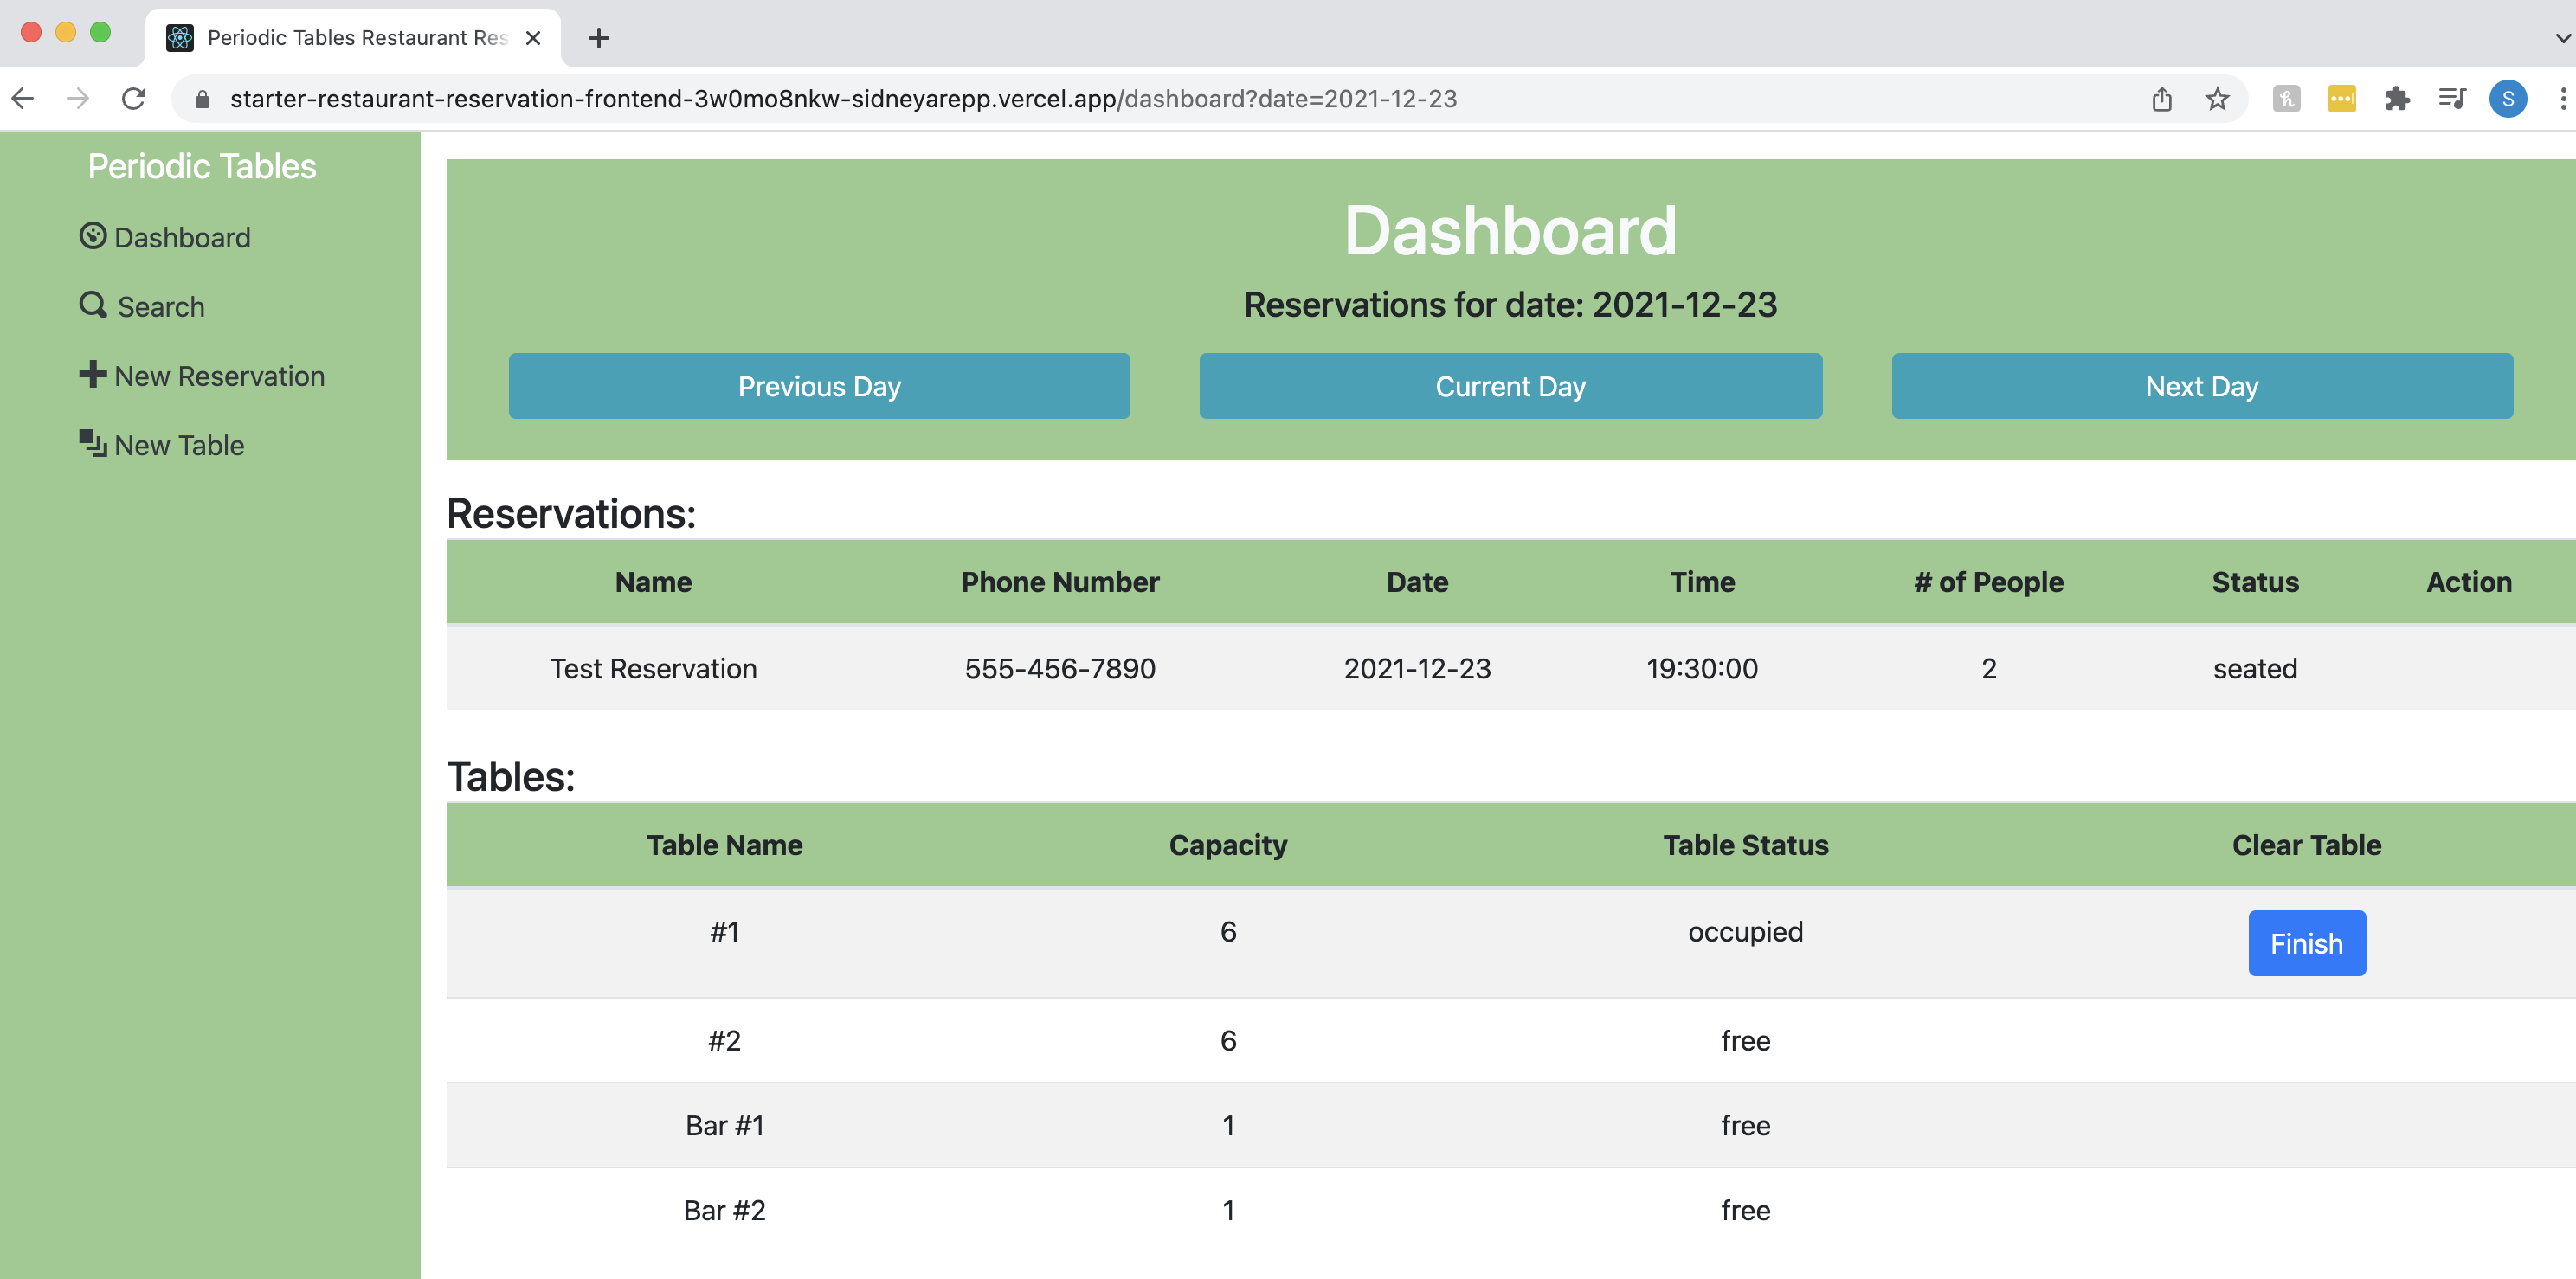 Periodic Tables Restaurant Res
starter-restaurant-reservation-frontend-3w0mo8nkw-sidneyarepp.vercel.app/dashboard?date=2021-12-23
S
Periodic Tables
Dashboard
Search
New Reservation
New Table
Dashboard
Reservations for date: 2021-12-23
Previous Day Current Day Next Day
Reservations:
Name Phone Number Date Time # of People Status Action
Test Reservation 555-456-7890 2021-12-23 19:30:00 2 seated
Tables:
Table Name Capacity Table Status Clear Table
#1 6 occupied Finish
#2 6 free
Bar #1 1 free
Bar #2 1 free